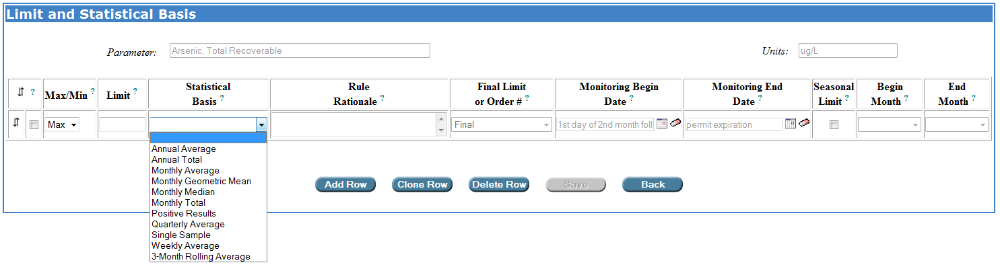 Limit and Statistical Basis
Parameter: Arsenic, Total Recoverable Units: ug/L
? Max/Min ? Limit ? Statistical Basis ? Rule Rationale ? Final Limit or Order # ? Monitoring Begin Date ? Monitoring End Date ? Seasonal Limit ? Begin Month ? End Month ?
Max Final 1st day of 2nd month foll permit expiration
Annual Average
Annual Total
Monthly Average
Monthly Geometric Mean
Monthly Median
Monthly Total
Positive Results
Quarterly Average
Single Sample
Weekly Average
3-Month Rolling Average
Add Row Clone Row Delete Row Save Back